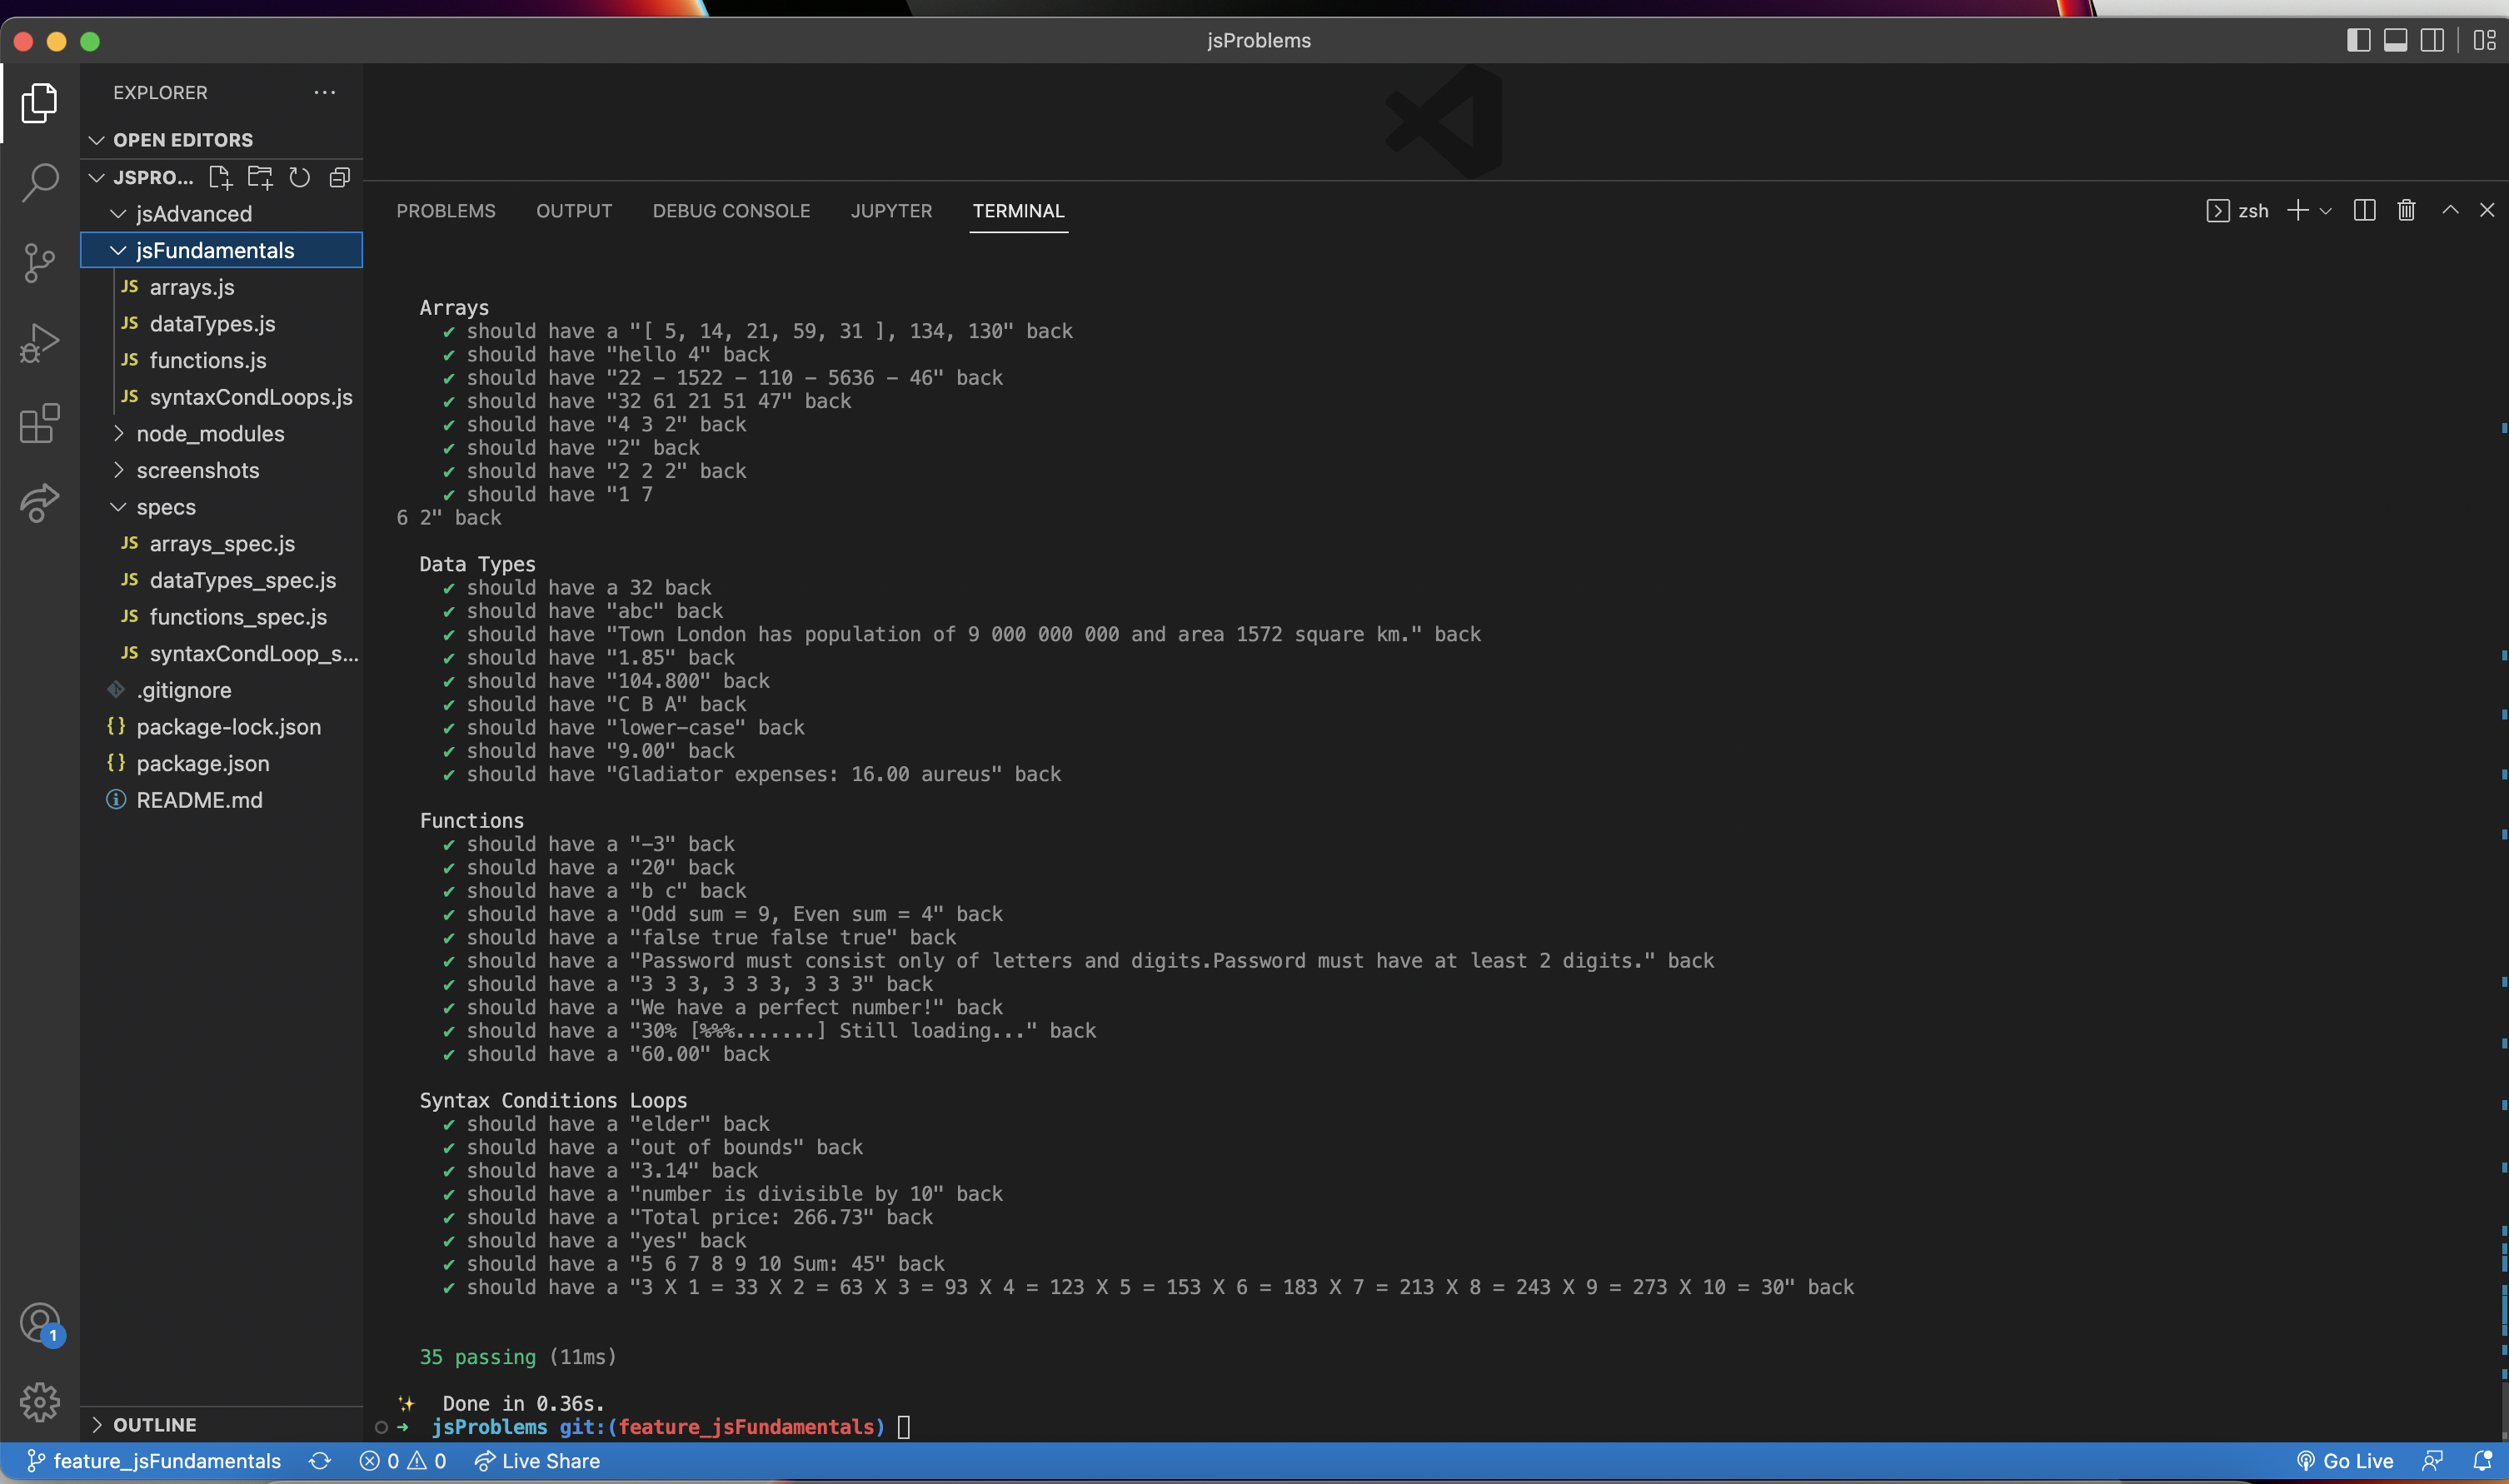 jsProblems
EXPLORER
OPEN EDITORS
JSPRO...
jsAdvanced
jsFundamentals
JS arrays.js
JS dataTypes.js
JS functions.js
JS syntaxCondLoops.js
node_modules
screenshots
specs
JS arrays_spec.js
JS dataTypes_spec.js
JS functions_spec.js
JS syntaxCondLoop_s...
.gitignore
{} package-lock.json
{} package.json
README.md
1
OUTLINE
PROBLEMS OUTPUT DEBUG CONSOLE JUPYTER TERMINAL
zsh
Arrays
✔ should have a "[ 5, 14, 21, 59, 31 ], 134, 130" back
✔ should have "hello 4" back
✔ should have "22 - 1522 - 110 - 5636 - 46" back
✔ should have "32 61 21 51 47" back
✔ should have "4 3 2" back
✔ should have "2" back
✔ should have "2 2 2" back
✔ should have "1 7
6 2" back
Data Types
✔ should have a 32 back
✔ should have "abc" back
✔ should have "Town London has population of 9 000 000 000 and area 1572 square km." back
✔ should have "1.85" back
✔ should have "104.800" back
✔ should have "C B A" back
✔ should have "lower-case" back
✔ should have "9.00" back
✔ should have "Gladiator expenses: 16.00 aureus" back
Functions
✔ should have a "-3" back
✔ should have a "20" back
✔ should have a "b c" back
✔ should have a "Odd sum = 9, Even sum = 4" back
✔ should have a "false true false true" back
✔ should have a "Password must consist only of letters and digits.Password must have at least 2 digits." back
✔ should have a "3 3 3, 3 3 3, 3 3 3" back
✔ should have a "We have a perfect number!" back
✔ should have a "30% [%%%.......] Still loading..." back
✔ should have a "60.00" back
Syntax Conditions Loops
✔ should have a "elder" back
✔ should have a "out of bounds" back
✔ should have a "3.14" back
✔ should have a "number is divisible by 10" back
✔ should have a "Total price: 266.73" back
✔ should have a "yes" back
✔ should have a "5 6 7 8 9 10 Sum: 45" back
✔ should have a "3 X 1 = 33 X 2 = 63 X 3 = 93 X 4 = 123 X 5 = 153 X 6 = 183 X 7 = 213 X 8 = 243 X 9 = 273 X 10 = 30" back
35 passing (11ms)
✨ Done in 0.36s.
➜ jsProblems git:(feature_jsFundamentals)
feature_jsFundamentals 0 0 Live Share Go Live